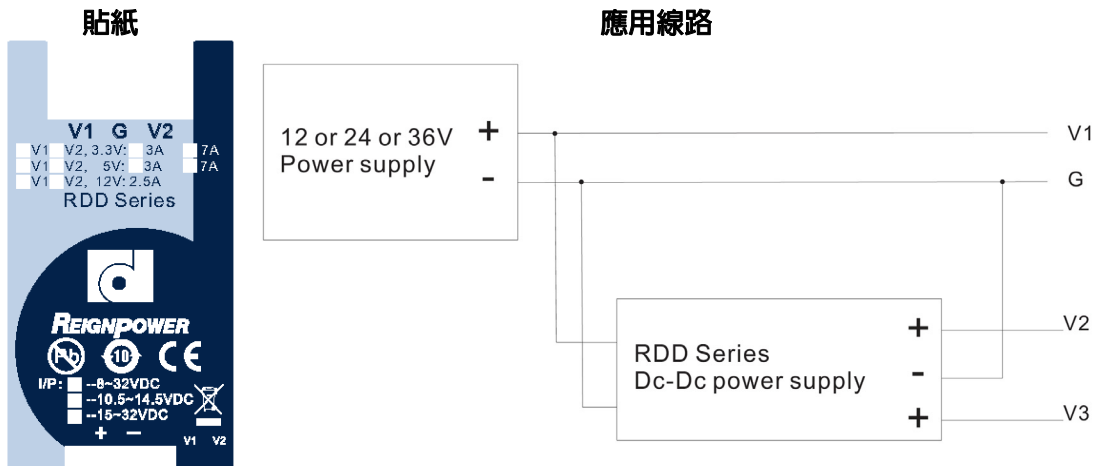 貼紙
V1 G V2
V1 V2, 3.3V: 3A 7A
V1 V2, 5V: 3A 7A
V1 V2, 12V: 2.5A
RDD Series
d
REIGNPOWER
Pb 10 CE
I/P: --8~32VDC
--10.5~14.5VDC
--15~32VDC
+ −
V1 V2
應用線路
12 or 24 or 36V
Power supply
+
-
V1
G
RDD Series
Dc-Dc power supply
+
-
+
V2
V3